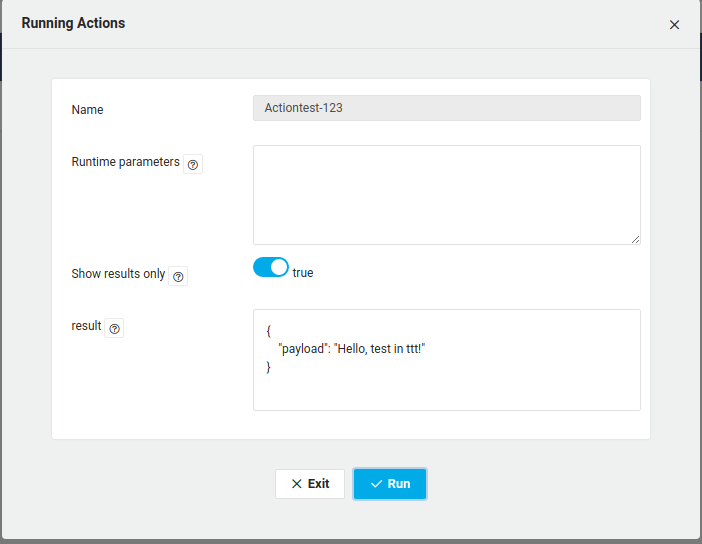 Running Actions
Name
Actiontest-123
Runtime parameters
Show results only
true
result
{
"payload": "Hello, test in ttt!"
}
Exit
Run